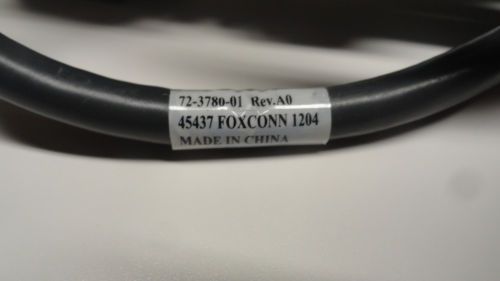 72-3780-01 Rev.A0
45437 FOXCONN 1204
MADE IN CHINA